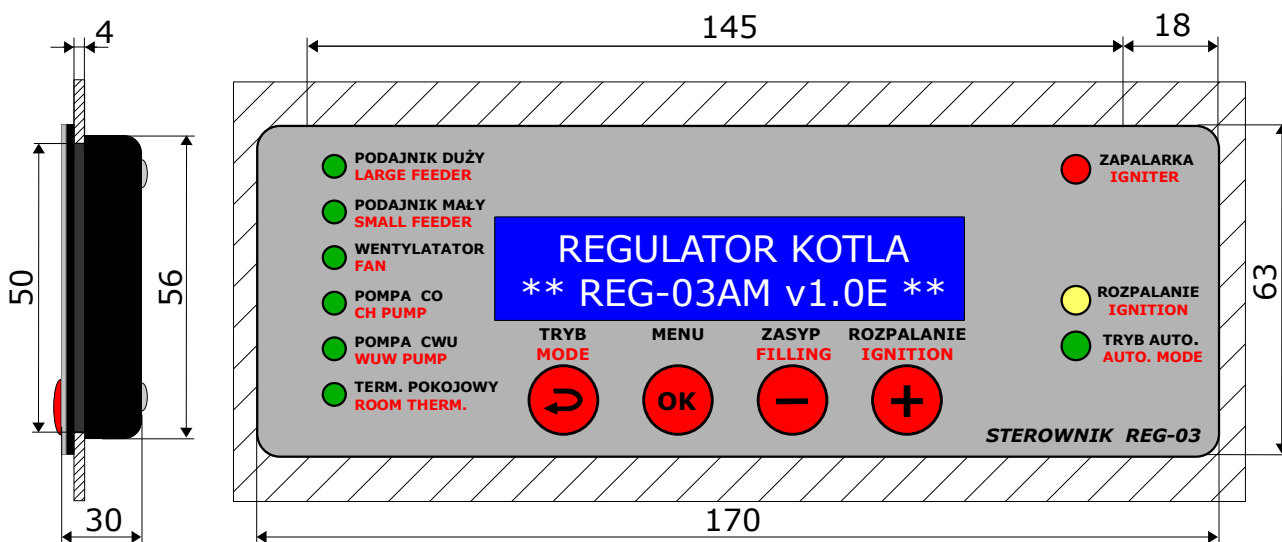 4
145
18
50
56
30
PODAJNIK DUŻY
LARGE FEEDER
PODAJNIK MAŁY
SMALL FEEDER
WENTYLATATOR
FAN
POMPA CO
CH PUMP
POMPA CWU
WUW PUMP
TERM. POKOJOWY
ROOM THERM.
REGULATOR KOTLA
** REG-03AM v1.0E **
TRYB
MODE
MENU
OK
ZASYP
FILLING
−
ROZPALANIE
IGNITION
+
ZAPALARKA
IGNITER
ROZPALANIE
IGNITION
TRYB AUTO.
AUTO. MODE
STEROWNIK REG-03
63
170